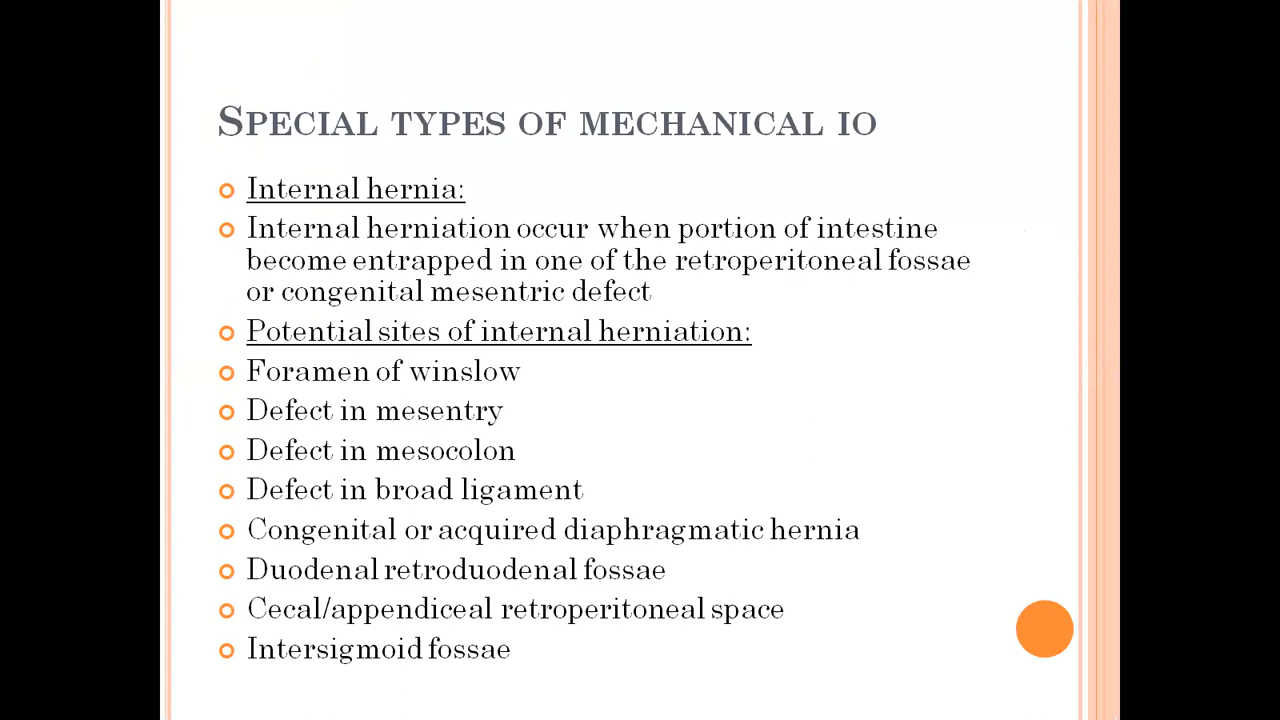 SPECIAL TYPES OF MECHANICAL IO
Internal hernia:
Internal herniation occur when portion of intestine
become entrapped in one of the retroperitoneal fossae
or congenital mesentric defect
Potential sites of internal herniation:
Foramen of winslow
Defect in mesentry
Defect in mesocolon
Defect in broad ligament
Congenital or acquired diaphragmatic hernia
Duodenal retroduodenal fossae
Cecal/appendiceal retroperitoneal space
Intersigmoid fossae